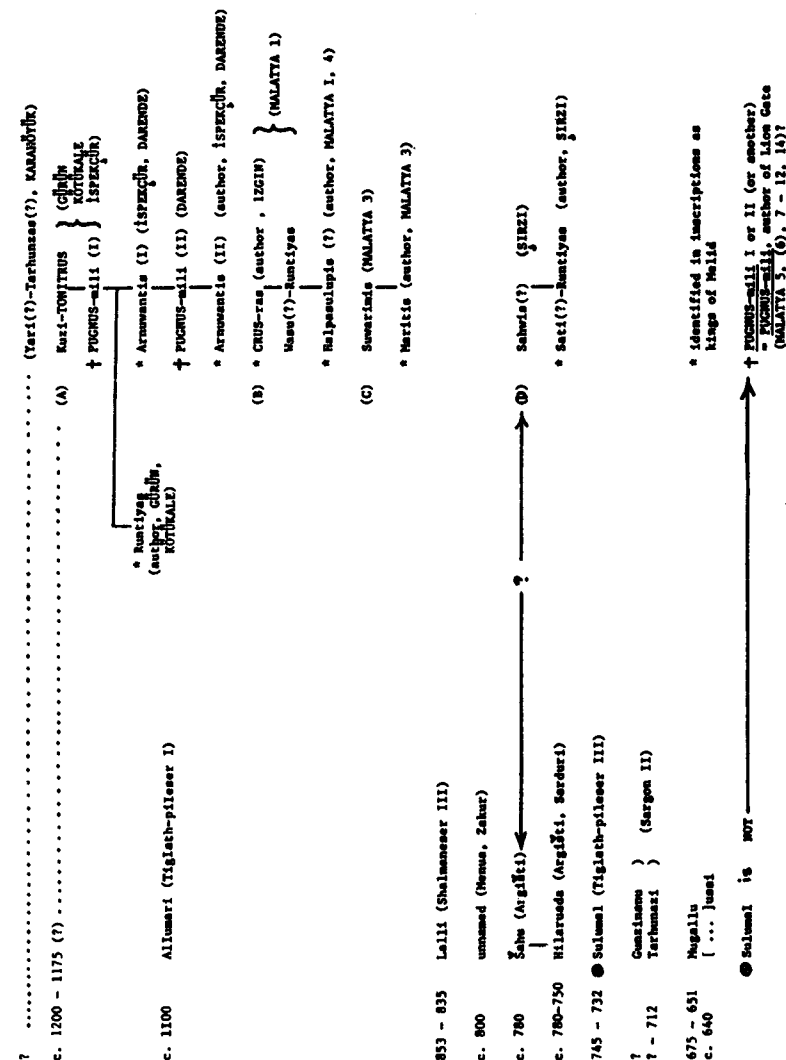 ? (Yari(?)-Tarhunzas(?), KARAHÖYÜK)
c. 1200 - 1175 (?) (A) Kuzi-TONITRUS } (GÜRÜN
† PUGNUS-mili (I) } KÖTÜKALE
İSPEKÇÜR)
* Runtiyas
(author, GÜRÜN,
KÖTÜKALE)
c. 1100 Allumari (Tiglath-pileser I) * Arnuwantis (I) (İSPEKÇÜR, DARENDE)
† PUGNUS-mili (II) (DARENDE)
* Arnuwantis (II) (author, İSPEKÇÜR, DARENDE)
(B) * CRUS-ras (author, IZGIN) } (MALATYA 1)
Wasu(?)-Runtiyas
* Halpasulupis (?) (author, MALATYA 1, 4)
(C) Suwarimis (MALATYA 3)
* Maritis (author, MALATYA 3)
853 - 835 Lalli (Shalmaneser III)
c. 800 unnamed (Menua, Zakur)
c. 780 Šahu (Argišti) ? (D) Sahwis(?) (ŞIRZI)
c. 780-750 Hilaruada (Argišti, Sarduri) * Sati(?)-Runtiyas (author, ŞIRZI)
745 - 732 Sulumal (Tiglath-pileser III)
? Gunzinanu )
? - 712 Tarhunazi ) (Sargon II)
675 - 651 Mugallu
c. 640 [ ... ]ussi
* identified in inscriptions as
kings of Melid
Sulumal is NOT † PUGNUS-mili I or II (or another)
= PUGNUS-mili, author of Lion Gate
(MALATYA 5, (6), 7 - 12, 14)?